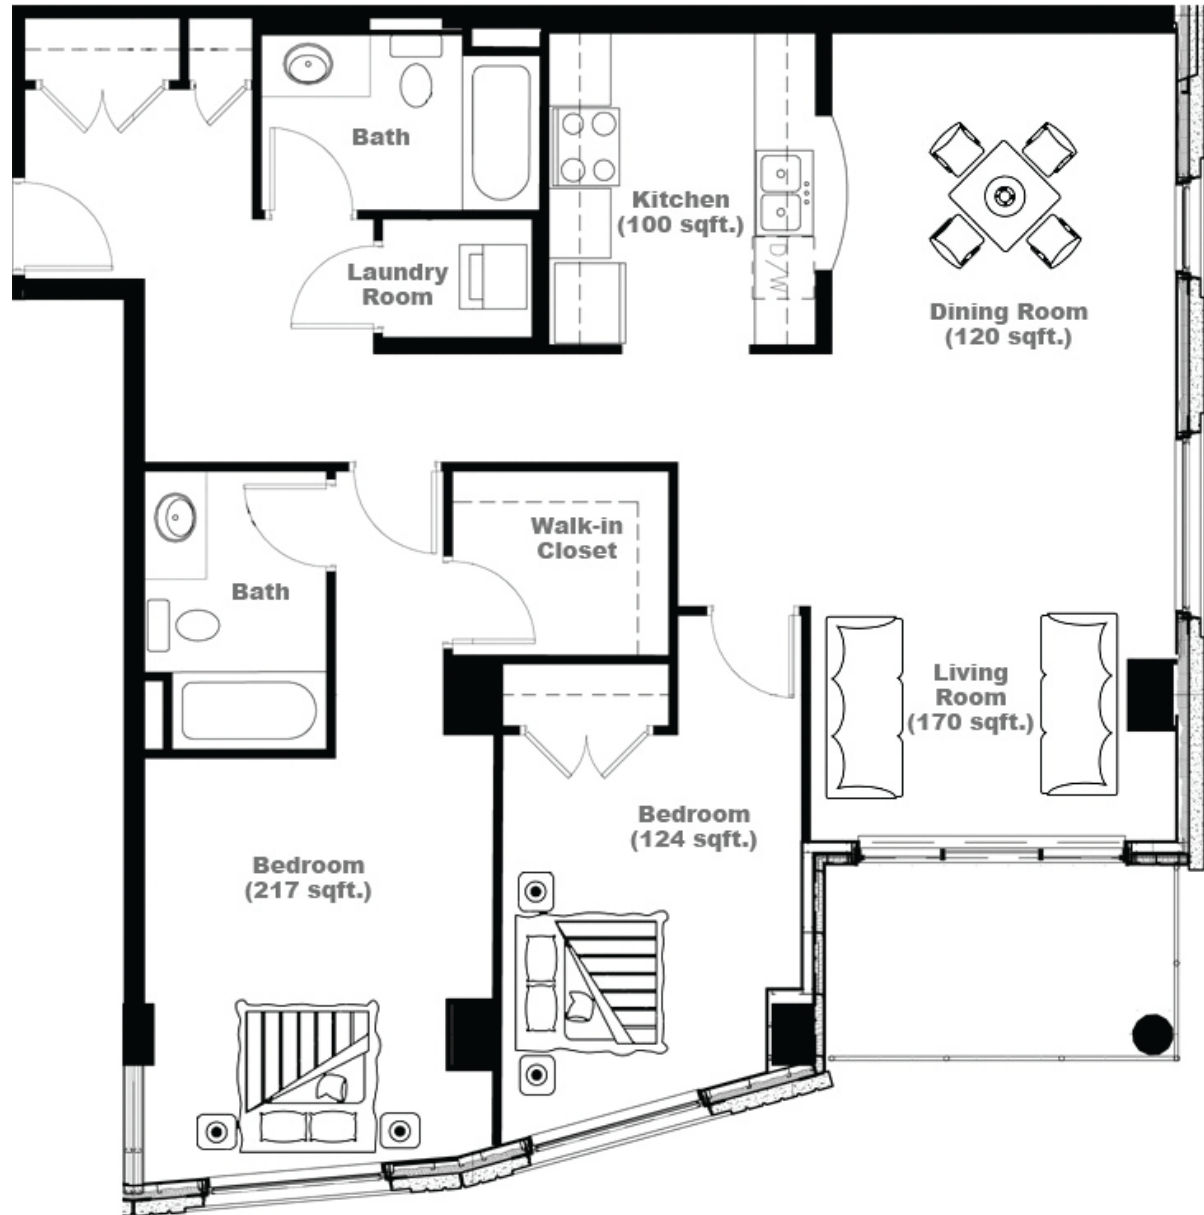 Bath
Kitchen
(100 sqft.)
D/W
Laundry
Room
Dining Room
(120 sqft.)
Walk-in
Closet
Bath
Living
Room
(170 sqft.)
Bedroom
(124 sqft.)
Bedroom
(217 sqft.)